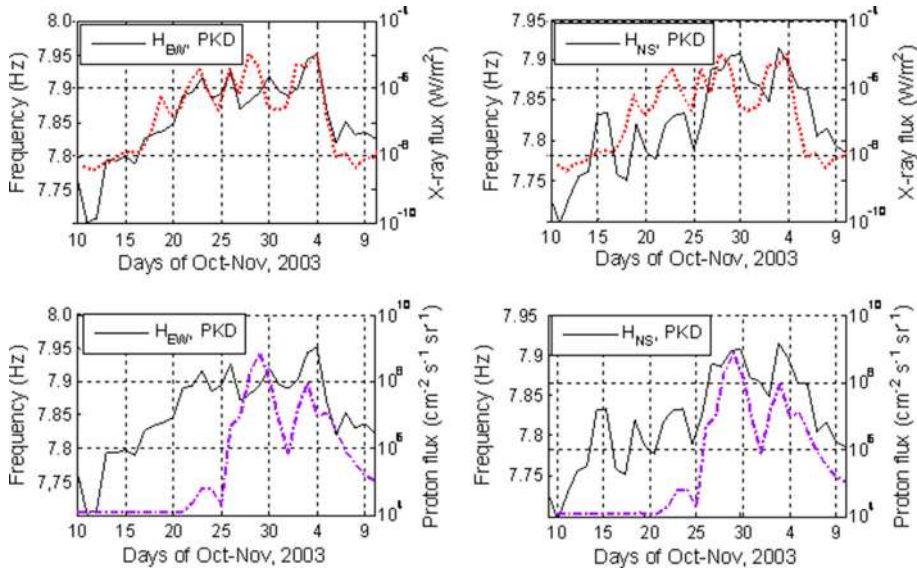 8.0
7.95
7.9
7.85
7.8
7.75
Frequency (Hz)
H_EW, PKD
10 15 20 25 30 4 9
Days of Oct-Nov, 2003
10^-4
10^-6
10^-8
10^-10
X-ray flux (W/m²)
7.95
7.9
7.85
7.8
7.75
Frequency (Hz)
H_NS, PKD
10 15 20 25 30 4 9
Days of Oct-Nov, 2003
10^-4
10^-6
10^-8
10^-10
X-ray flux (W/m²)
8.0
7.95
7.9
7.85
7.8
7,75
Frequency (Hz)
H_EW, PKD
10 15 20 25 30 4 9
Days of Oct-Nov, 2003
10^10
10^8
10^6
10^4
Proton flux (cm^-2 s^-1 sr^-1)
7.95
7.9
7.85
7.8
7.75
Frequency (Hz)
H_NS, PKD
10 15 20 25 30 4 9
Days of Oct-Nov, 2003
10^10
10^8
10^6
10^4
Proton flux (cm^-2 s^-1 sr^-1)